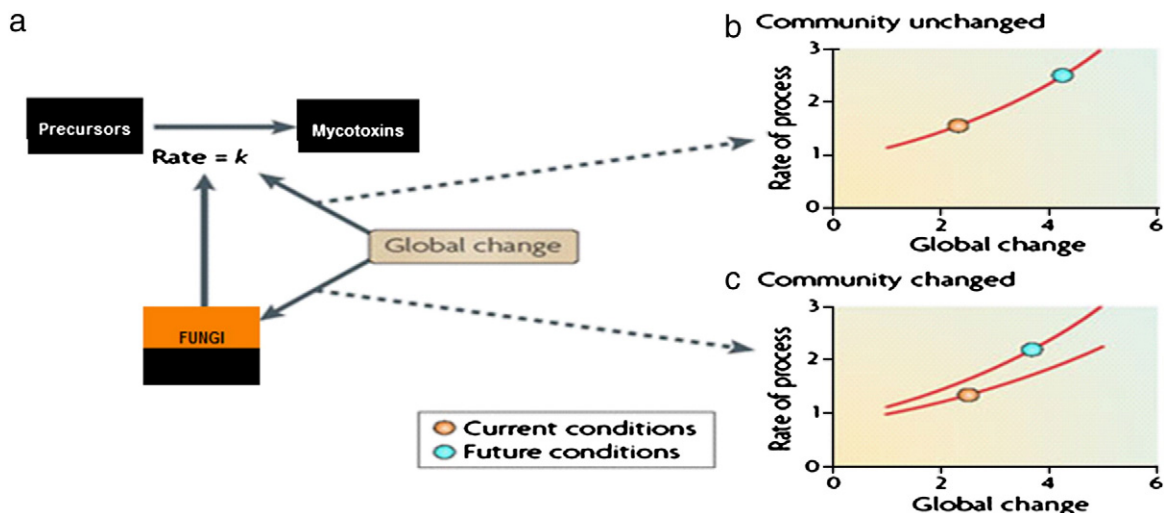 a
Precursors
Mycotoxins
Rate = k
Global change
FUNGI
Current conditions
Future conditions
b Community unchanged
Rate of process
3
2
1
0
0 2 4 6
Global change
c Community changed
Rate of process
3
2
1
0
0 2 4 6
Global change